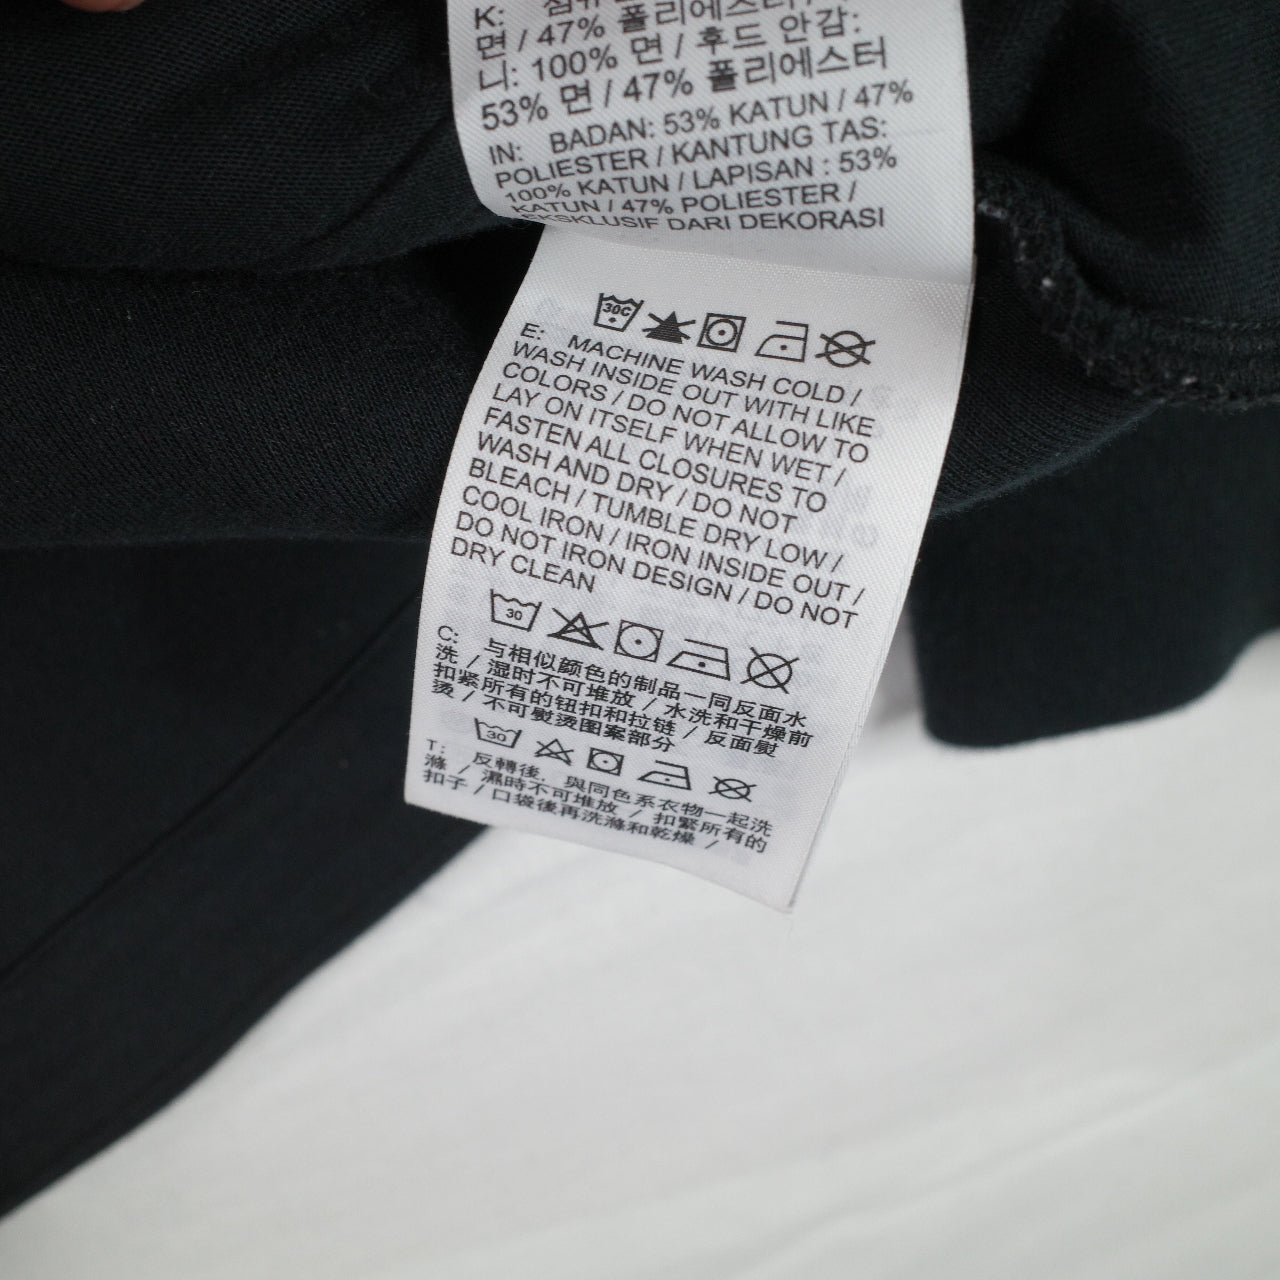 K: 섬유
면 / 47% 폴리에스터 /
니: 100% 면 / 후드 안감:
53% 면 / 47% 폴리에스터
IN: BADAN: 53% KATUN / 47%
POLIESTER / KANTUNG TAS:
100% KATUN / LAPISAN : 53%
KATUN / 47% POLIESTER /
EKSKLUSIF DARI DEKORASI
30C
E: MACHINE WASH COLD /
WASH INSIDE OUT WITH LIKE
COLORS / DO NOT ALLOW TO
LAY ON ITSELF WHEN WET /
FASTEN ALL CLOSURES TO
WASH AND DRY / DO NOT
BLEACH / TUMBLE DRY LOW /
COOL IRON / IRON INSIDE OUT /
DO NOT IRON DESIGN / DO NOT
DRY CLEAN
30
C: 与相似颜色的制品一同反面水
洗 / 湿时不可堆放 / 水洗和干燥前
扣紧所有的钮扣和拉链 / 反面熨
烫 / 不可熨烫图案部分
30
T: 反轉後，與同色系衣物一起洗
滌 / 濕時不可堆放 / 扣緊所有的
扣子 / 口袋後再洗滌和乾燥 /